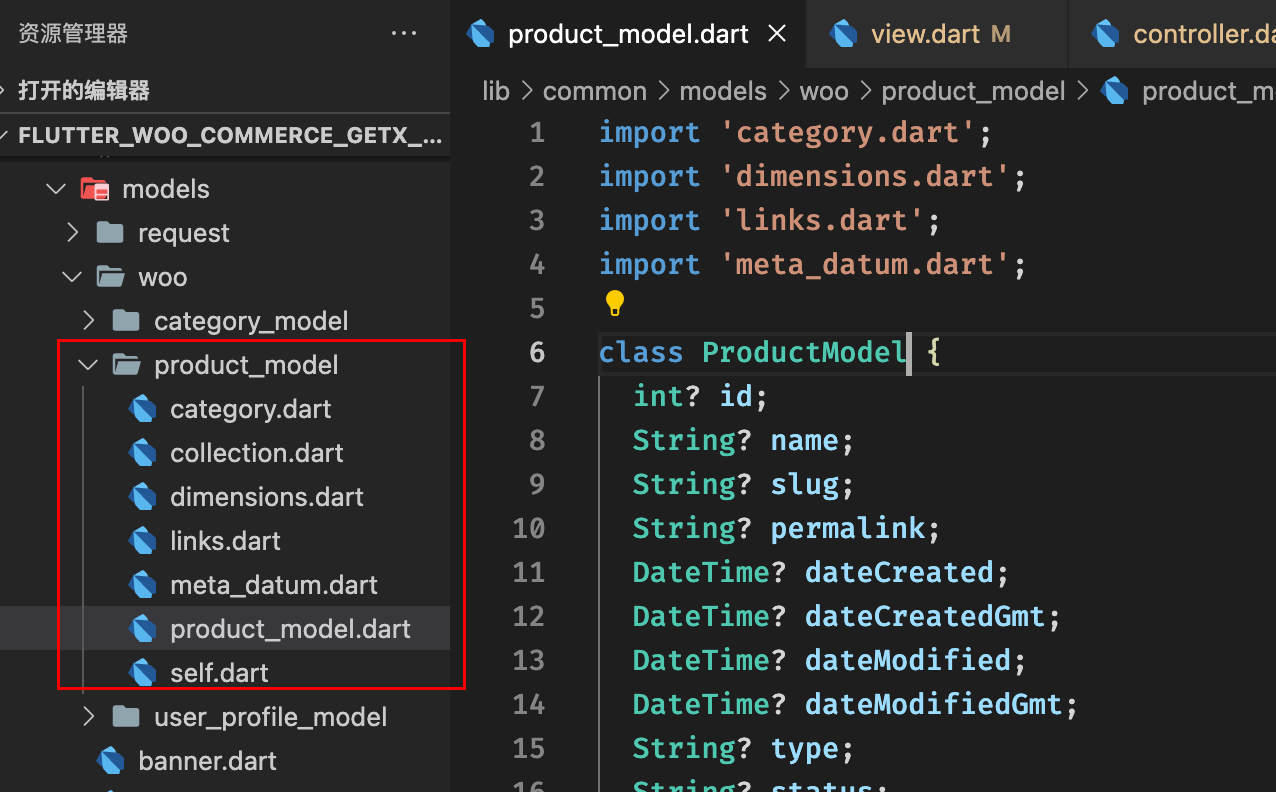 资源管理器 ...
打开的编辑器
FLUTTER_WOO_COMMERCE_GETX_...
models
request
woo
category_model
product_model
category.dart
collection.dart
dimensions.dart
links.dart
meta_datum.dart
product_model.dart
self.dart
user_profile_model
banner.dart
product_model.dart × view.dart M controller.da
lib > common > models > woo > product_model > product_m
1 import 'category.dart';
2 import 'dimensions.dart';
3 import 'links.dart';
4 import 'meta_datum.dart';
5
6 class ProductModel {
7 int? id;
8 String? name;
9 String? slug;
10 String? permalink;
11 DateTime? dateCreated;
12 DateTime? dateCreatedGmt;
13 DateTime? dateModified;
14 DateTime? dateModifiedGmt;
15 String? type;
16 String? status;